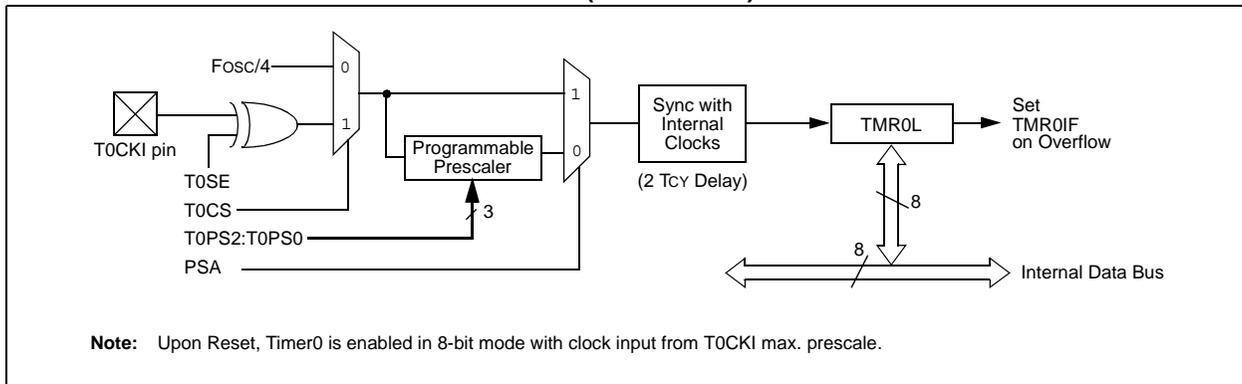 FOSC/4
0
1
T0CKI pin
T0SE
T0CS
T0PS2:T0PS0
PSA
Programmable
Prescaler
3
1
0
Sync with
Internal
Clocks
(2 TCY Delay)
TMR0L
Set
TMR0IF
on Overflow
8
8
Internal Data Bus
Note: Upon Reset, Timer0 is enabled in 8-bit mode with clock input from T0CKI max. prescale.